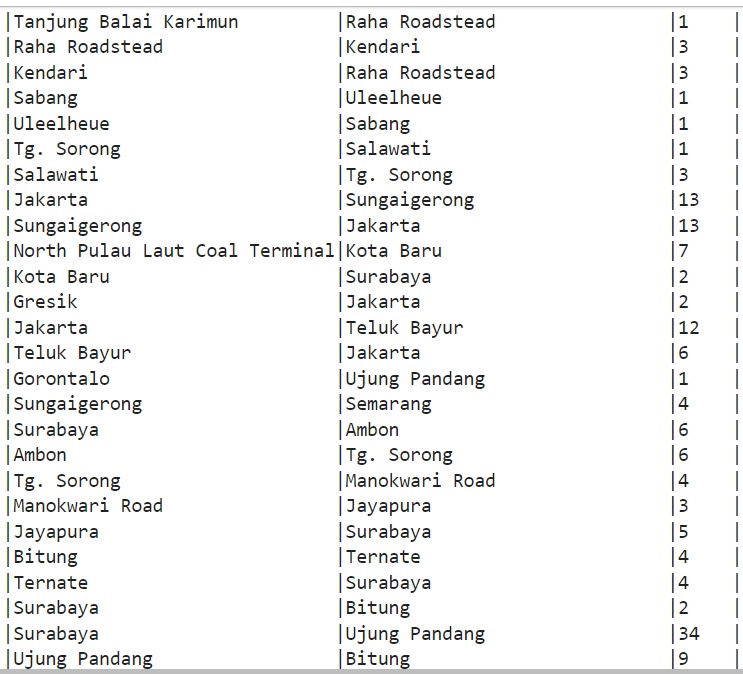 |Tanjung Balai Karimun         |Raha Roadstead                |1    |
|Raha Roadstead                |Kendari                       |3    |
|Kendari                       |Raha Roadstead                |3    |
|Sabang                        |Uleelheue                     |1    |
|Uleelheue                     |Sabang                        |1    |
|Tg. Sorong                    |Salawati                      |1    |
|Salawati                      |Tg. Sorong                    |3    |
|Jakarta                       |Sungaigerong                  |13   |
|Sungaigerong                  |Jakarta                       |13   |
|North Pulau Laut Coal Terminal|Kota Baru                     |7    |
|Kota Baru                     |Surabaya                      |2    |
|Gresik                        |Jakarta                       |2    |
|Jakarta                       |Teluk Bayur                   |12   |
|Teluk Bayur                   |Jakarta                       |6    |
|Gorontalo                     |Ujung Pandang                 |1    |
|Sungaigerong                  |Semarang                      |4    |
|Surabaya                      |Ambon                         |6    |
|Ambon                         |Tg. Sorong                    |6    |
|Tg. Sorong                    |Manokwari Road                |4    |
|Manokwari Road                |Jayapura                      |3    |
|Jayapura                      |Surabaya                      |5    |
|Bitung                        |Ternate                       |4    |
|Ternate                       |Surabaya                      |4    |
|Surabaya                      |Bitung                        |2    |
|Surabaya                      |Ujung Pandang                 |34   |
|Ujung Pandang                 |Bitung                        |9    |